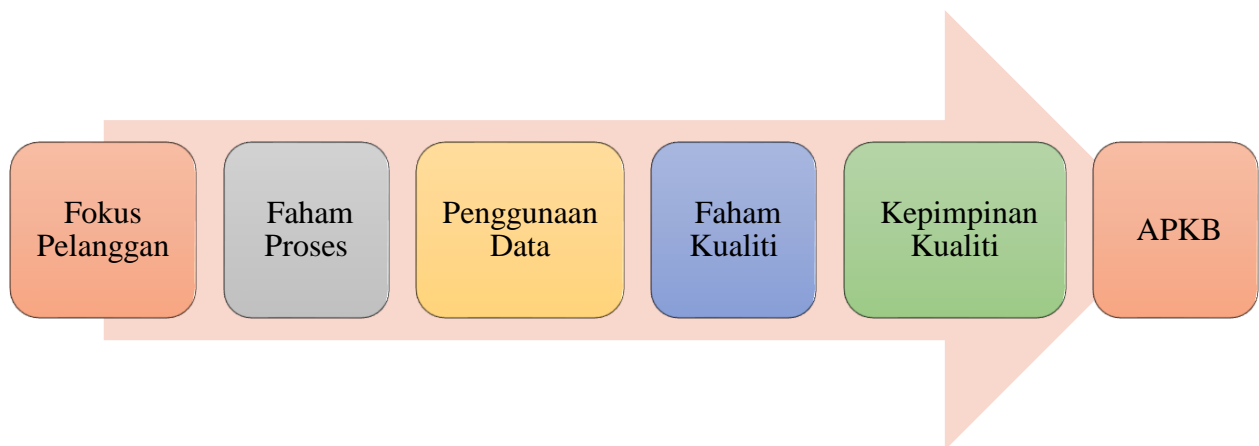 Fokus
Pelanggan
Faham
Proses
Penggunaan
Data
Faham
Kualiti
Kepimpinan
Kualiti
APKB